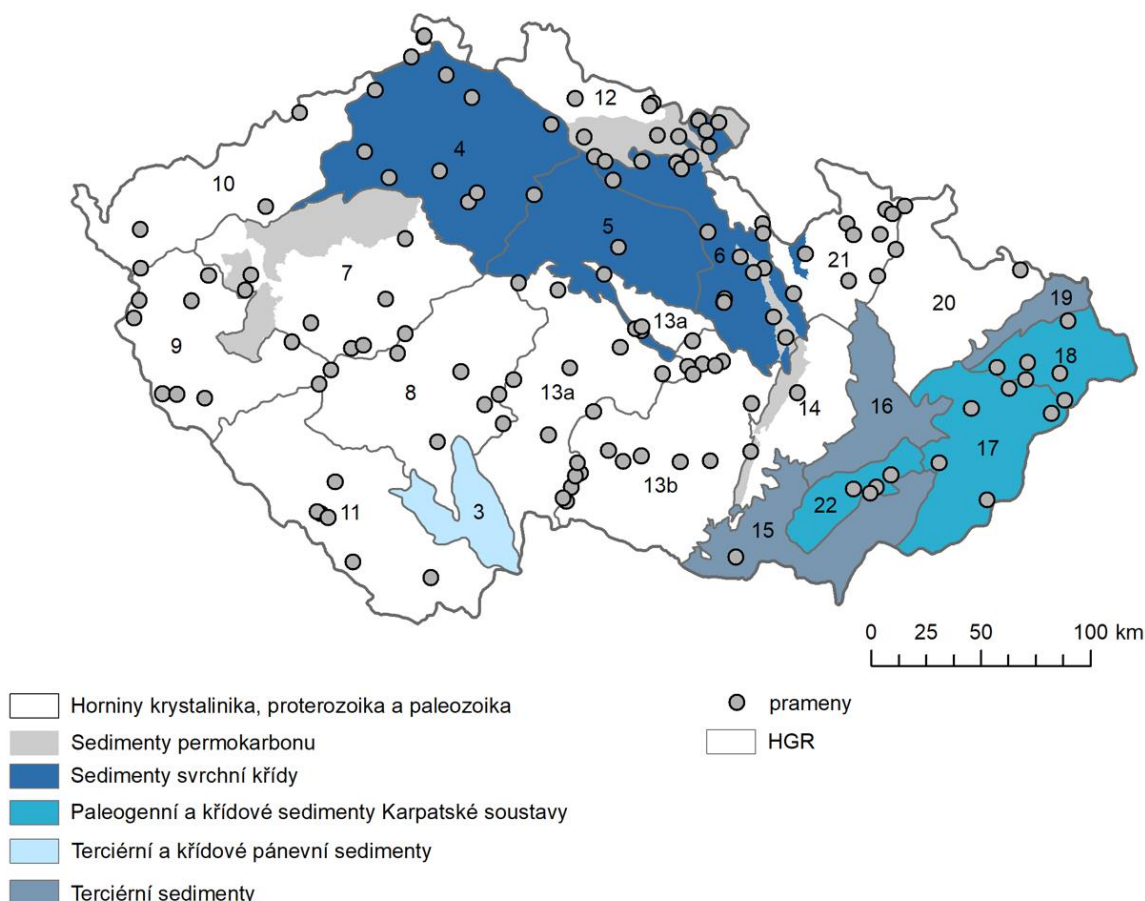 12
4
10
5
6
21
7
20
19
13a
9
18
8
13a
14
16
17
13b
3
11
22
15
0 25 50 100 km
Horniny krystalinika, proterozoika a paleozoika
Sedimenty permokarbonu
Sedimenty svrchní křídy
Paleogenní a křídové sedimenty Karpatské soustavy
Terciérní a křídové pánevní sedimenty
Terciérní sedimenty
prameny
HGR